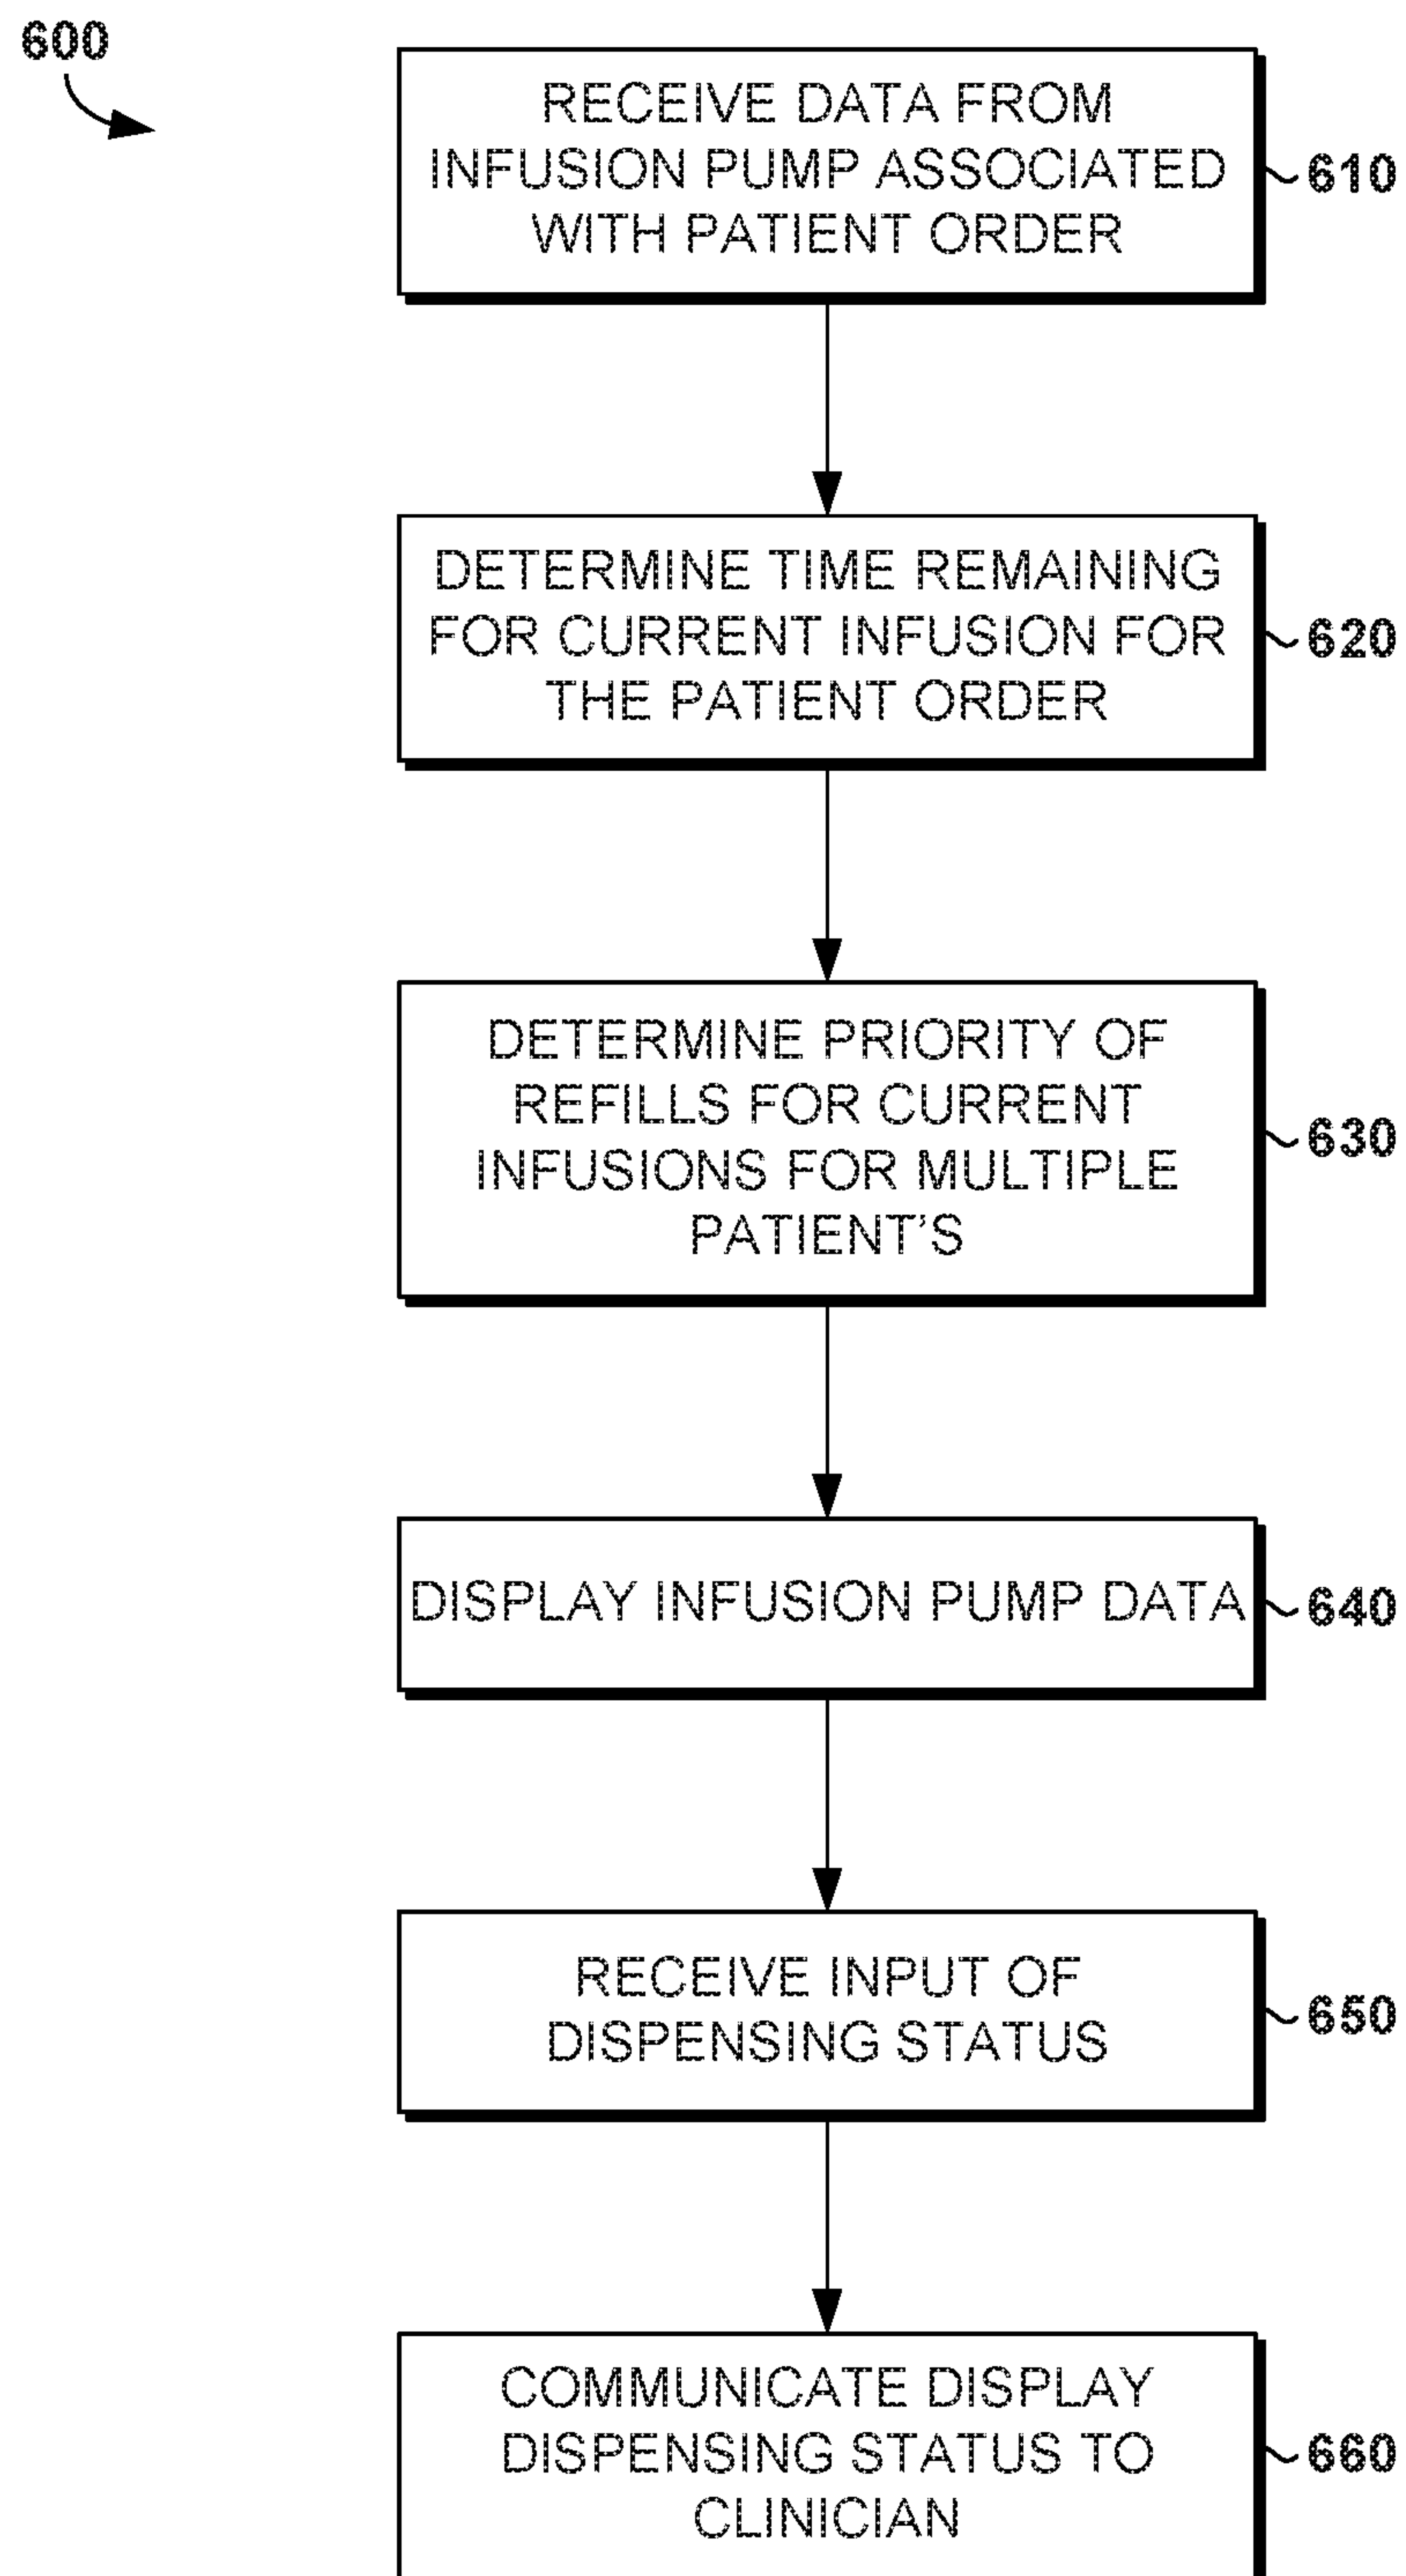 600
RECEIVE DATA FROM
INFUSION PUMP ASSOCIATED
WITH PATIENT ORDER
610
DETERMINE TIME REMAINING
FOR CURRENT INFUSION FOR
THE PATIENT ORDER
620
DETERMINE PRIORITY OF
REFILLS FOR CURRENT
INFUSIONS FOR MULTIPLE
PATIENT’S
630
DISPLAY INFUSION PUMP DATA
640
RECEIVE INPUT OF
DISPENSING STATUS
650
COMMUNICATE DISPLAY
DISPENSING STATUS TO
CLINICIAN
660